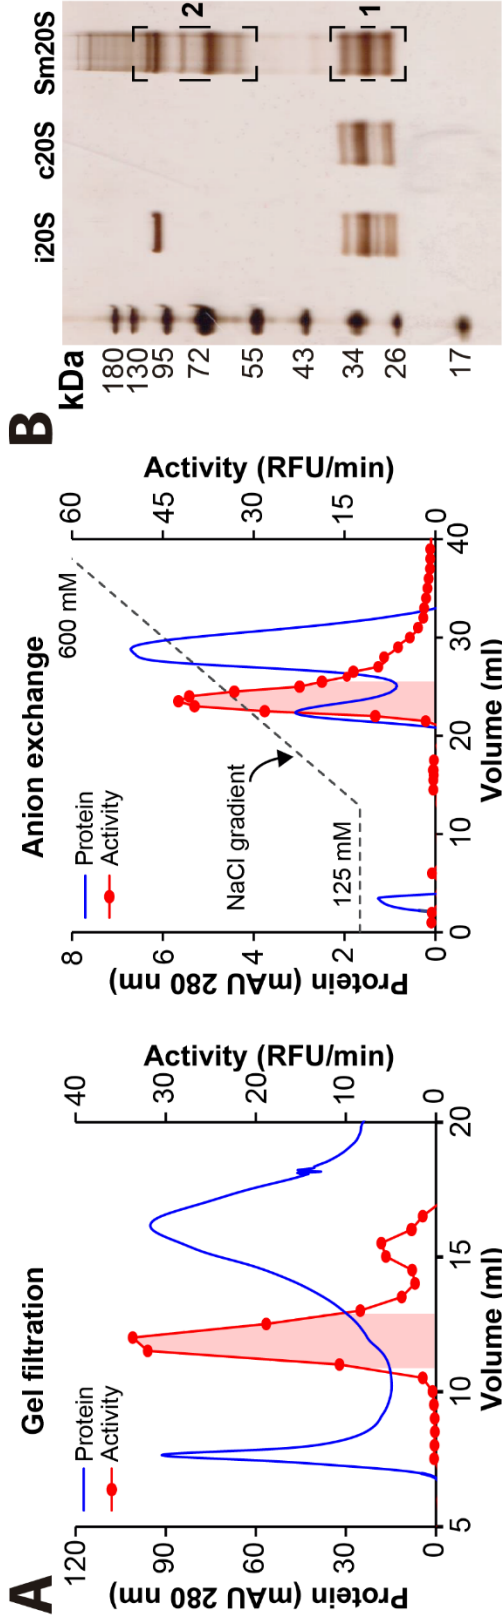 A
Gel filtration
Protein
Activity
Protein (mAU 280 nm)
120
90
60
30
0
Activity (RFU/min)
40
30
20
10
0
5
10
15
20
Volume (ml)
Anion exchange
Protein
Activity
Protein (mAU 280 nm)
8
6
4
2
0
600 mM
NaCl gradient
125 mM
Activity (RFU/min)
60
45
30
15
0
0
10
20
30
40
Volume (ml)
B
kDa
i20S
c20S
Sm20S
180
130
95
72
55
43
34
26
17
2
1